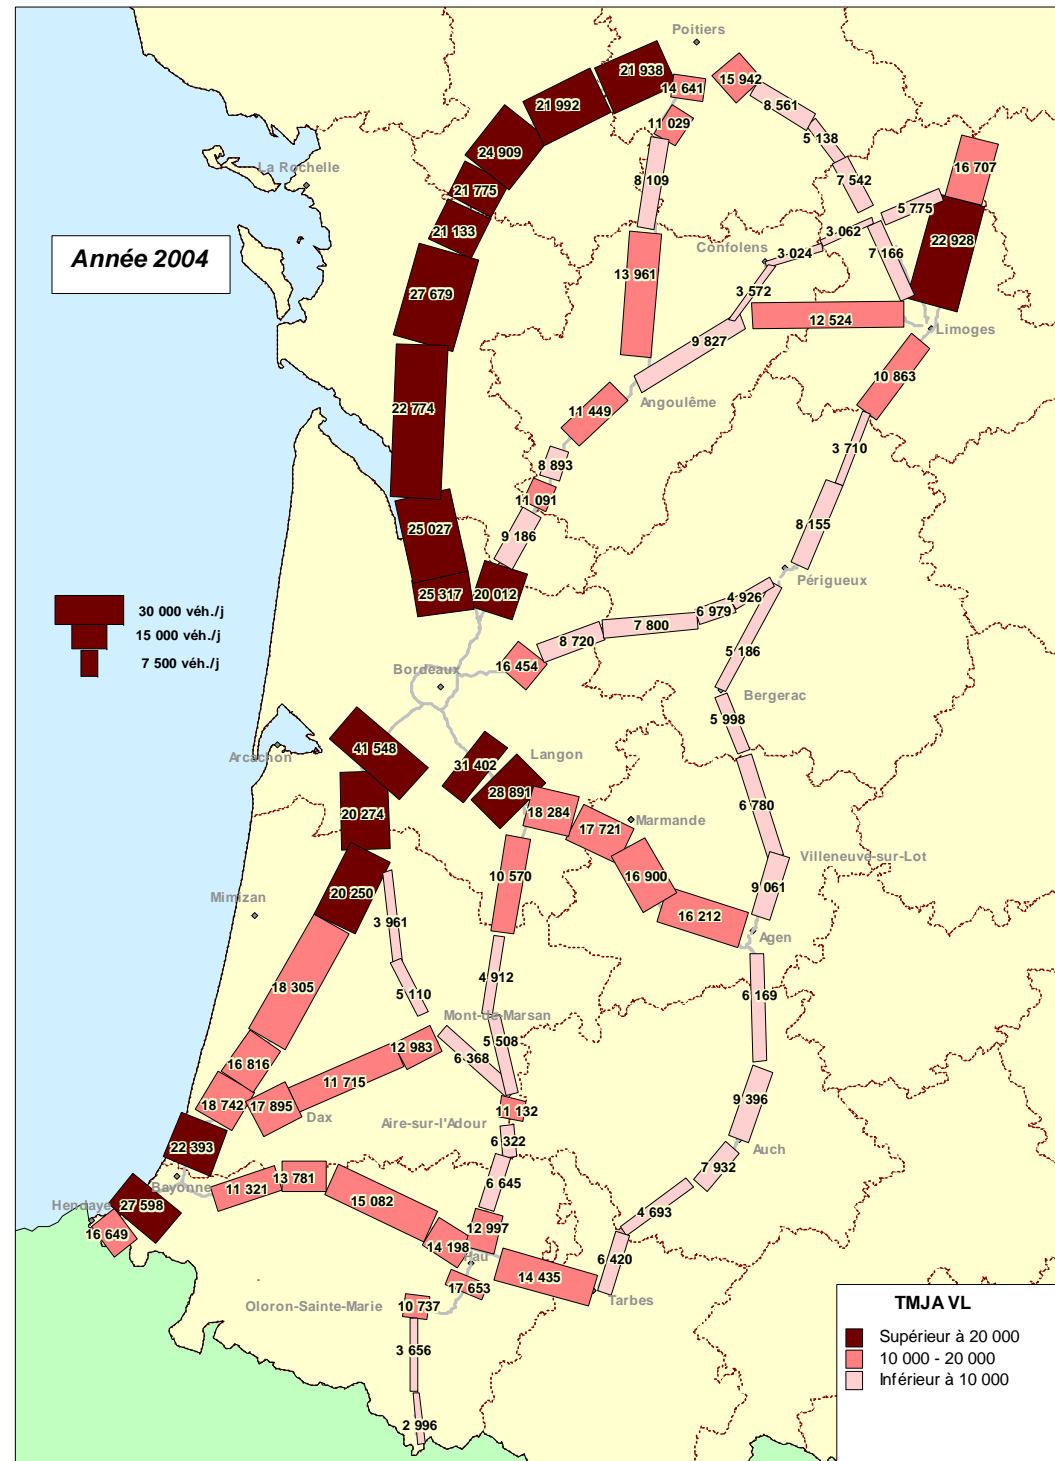 Poitiers
21 938
15 942
14 641
21 992
8 561
11 029
5 138
24 909
La Rochelle
16 707
8 109
7 542
21 775
5 775
21 133
3 062
22 928
Année 2004
Confolens
3 024
7 166
13 961
27 679
3 572
12 524
Limoges
9 827
10 863
22 774
Angoulême
11 449
3 710
8 893
11 091
8 155
25 027
9 186
Périgueux
25 317
20 012
4 926
30 000 véh./j
6 979
15 000 véh./j
7 800
8 720
7 500 véh./j
5 186
16 454
Bordeaux
Bergerac
5 998
41 548
Langon
Arcachon
31 402
28 891
6 780
20 274
18 284
Marmande
17 721
Villeneuve-sur-Lot
10 570
16 900
9 061
20 250
Mimizan
16 212
3 961
Agen
4 912
5 110
6 169
18 305
Mont-de-Marsan
5 508
12 983
6 368
16 816
11 715
9 396
18 742
17 895
11 132
Dax
Aire-sur-l'Adour
22 393
6 322
Auch
7 932
6 645
13 781
Bayonne
11 321
15 082
27 598
Hendaye
4 693
12 997
16 649
14 198
Pau
6 420
14 435
17 653
Tarbes
Oloron-Sainte-Marie
10 737
3 656
2 996
TMJA VL
Supérieur à 20 000
10 000 - 20 000
Inférieur à 10 000